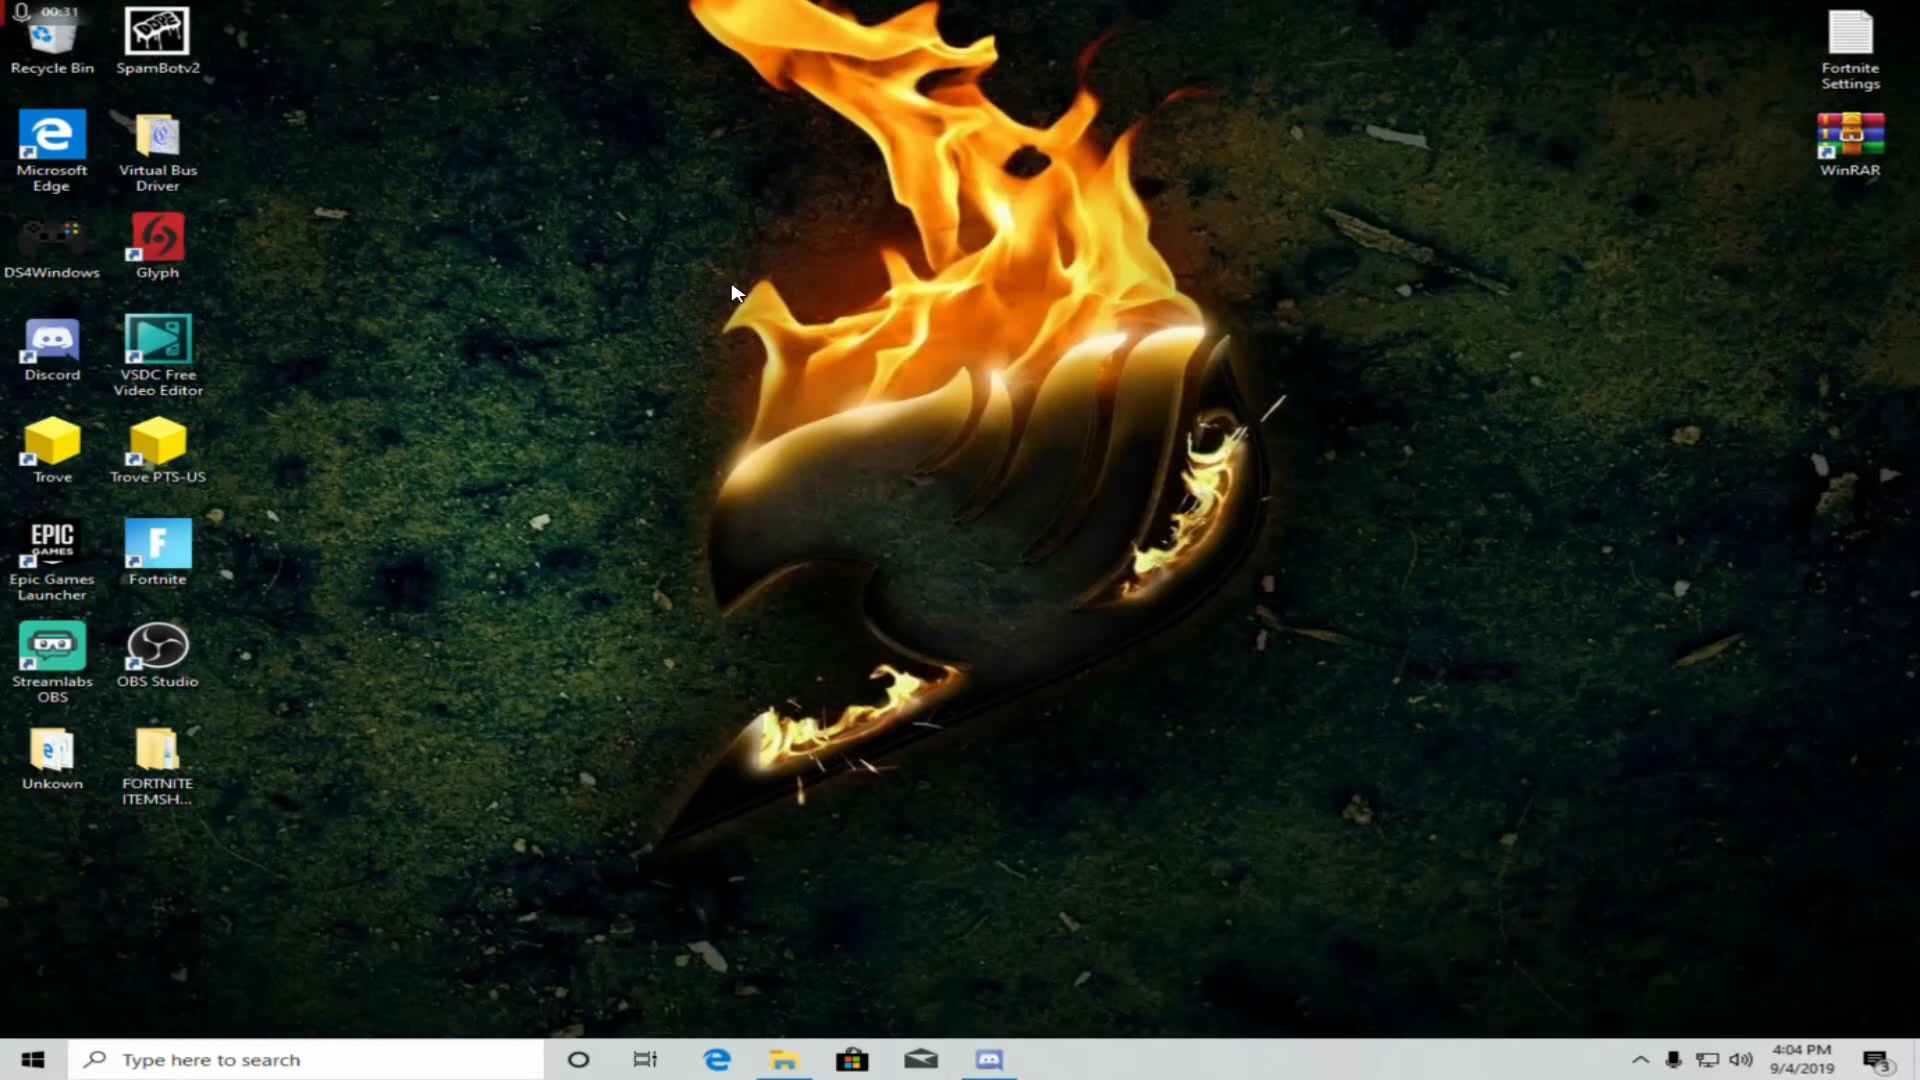 00:31
Recycle Bin
SpamBotv2
Microsoft
Edge
Virtual Bus
Driver
DS4Windows
Glyph
Discord
VSDC Free
Video Editor
Trove
Trove PTS-US
EPIC
GAMES
Epic Games
Launcher
F
Fortnite
Streamlabs
OBS
OBS Studio
Unkown
FORTNITE
ITEMSH...
Fortnite
Settings
WinRAR
Type here to search
4:04 PM
9/4/2019
3